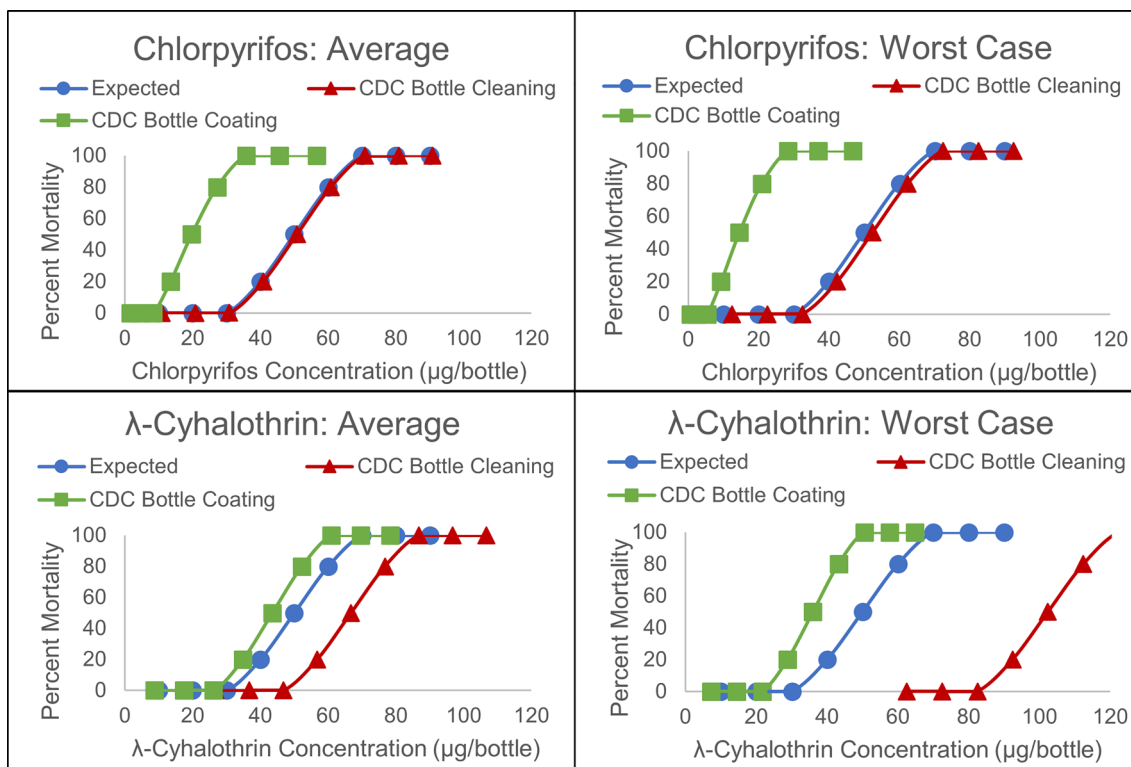 Chlorpyrifos: Average
Expected
CDC Bottle Cleaning
CDC Bottle Coating
Percent Mortality
100
80
60
40
20
0
0 20 40 60 80 100 120
Chlorpyrifos Concentration (µg/bottle)
Chlorpyrifos: Worst Case
Expected
CDC Bottle Cleaning
CDC Bottle Coating
Percent Mortality
100
80
60
40
20
0
0 20 40 60 80 100 120
Chlorpyrifos Concentration (µg/bottle)
λ-Cyhalothrin: Average
Expected
CDC Bottle Cleaning
CDC Bottle Coating
Percent Mortality
100
80
60
40
20
0
0 20 40 60 80 100 120
λ-Cyhalothrin Concentration (µg/bottle)
λ-Cyhalothrin: Worst Case
Expected
CDC Bottle Cleaning
CDC Bottle Coating
Percent Mortality
100
80
60
40
20
0
0 20 40 60 80 100 120
λ-Cyhalothrin Concentration (µg/bottle)